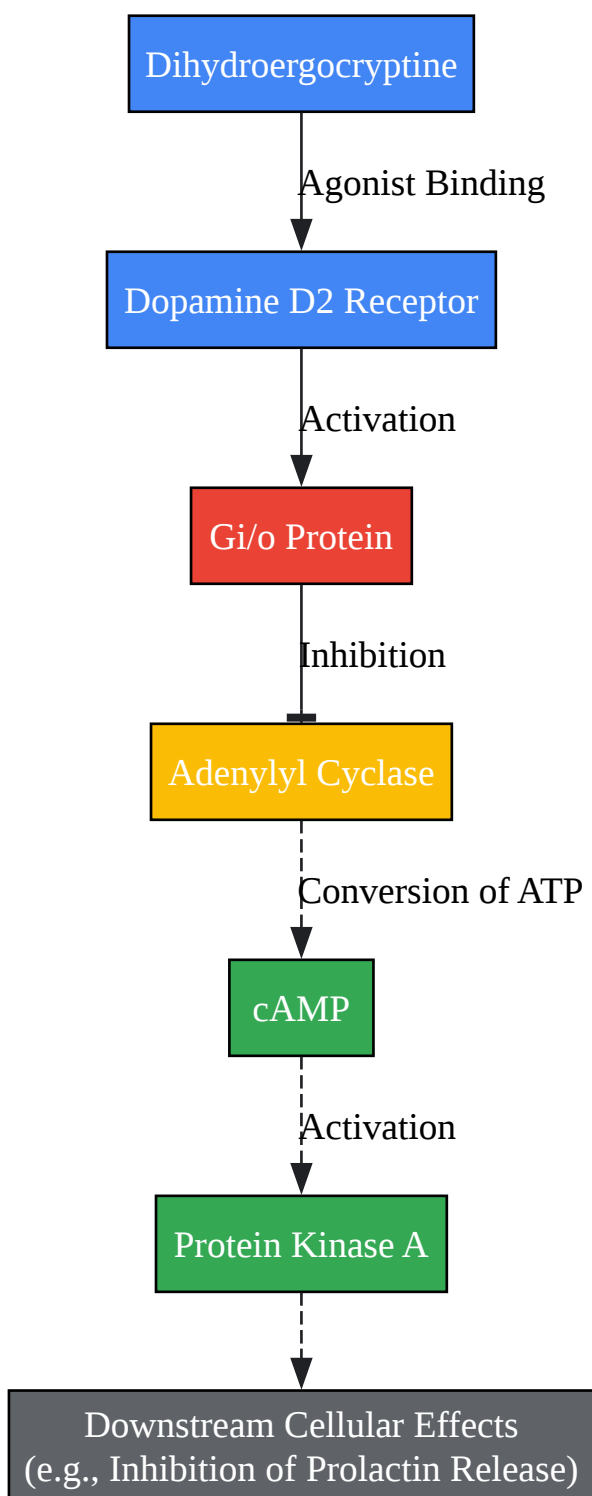 Dihydroergocryptine
Agonist Binding
Dopamine D2 Receptor
Activation
Gi/o Protein
Inhibition
Adenylyl Cyclase
Conversion of ATP
cAMP
Activation
Protein Kinase A
Downstream Cellular Effects
(e.g., Inhibition of Prolactin Release)